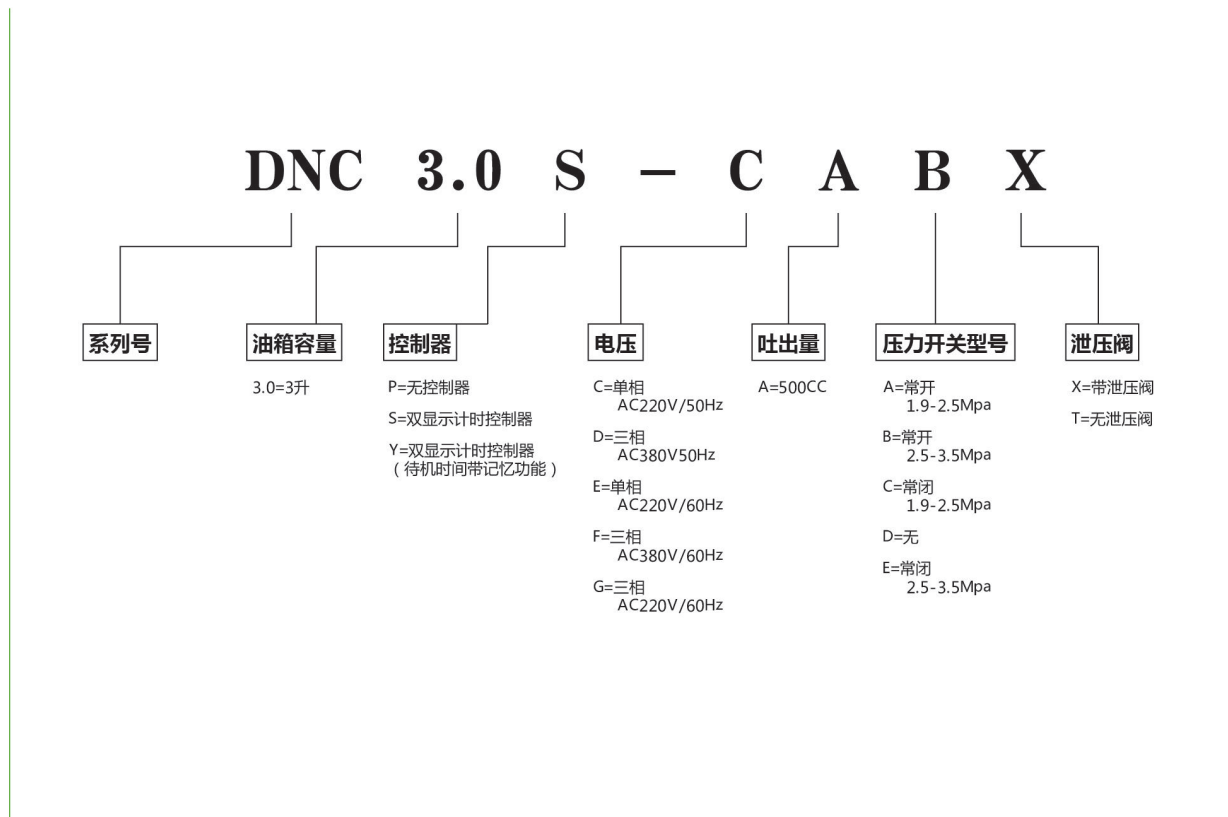 DNC 3.0 S - C A B X
系列号
油箱容量
3.0=3升
控制器
P=无控制器
S=双显示计时控制器
Y=双显示计时控制器
(待机时间带记忆功能)
电压
C=单相
AC220V/50Hz
D=三相
AC380V50Hz
E=单相
AC220V/60Hz
F=三相
AC380V/60Hz
G=三相
AC220V/60Hz
吐出量
A=500CC
压力开关型号
A=常开
1.9-2.5Mpa
B=常开
2.5-3.5Mpa
C=常闭
1.9-2.5Mpa
D=无
E=常闭
2.5-3.5Mpa
泄压阀
X=带泄压阀
T=无泄压阀